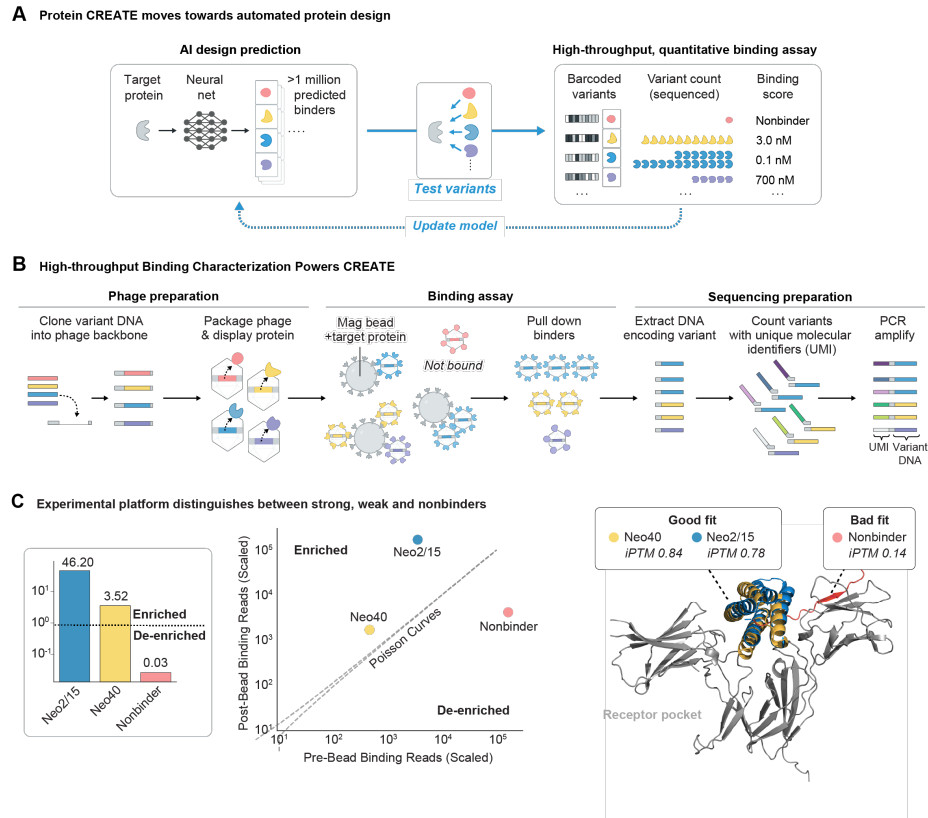 A Protein CREATE moves towards automated protein design
AI design prediction
Target
protein
Neural
net
>1 million
predicted
binders
....
Test variants
Update model
High-throughput, quantitative binding assay
Barcoded
variants
Variant count
(sequenced)
Binding
score
Nonbinder
3.0 nM
0.1 nM
700 nM
...
...
...
B High-throughput Binding Characterization Powers CREATE
Phage preparation
Binding assay
Sequencing preparation
Clone variant DNA
into phage backbone
Package phage
& display protein
Mag bead
+target protein
Not bound
Pull down
binders
Extract DNA
encoding variant
Count variants
with unique molecular
identifiers (UMI)
PCR
amplify
UMI Variant
DNA
C Experimental platform distinguishes between strong, weak and nonbinders
46.20
3.52
0.03
10¹
10⁰
10⁻¹
Enriched
De-enriched
Neo2/15
Neo40
Nonbinder
Post-Bead Binding Reads (Scaled)
10⁵
10⁴
10³
10²
10¹
Enriched
Neo2/15
Neo40
Nonbinder
Poisson Curves
De-enriched
10¹
10²
10³
10⁴
10⁵
Pre-Bead Binding Reads (Scaled)
Good fit
Neo40
iPTM 0.84
Neo2/15
iPTM 0.78
Bad fit
Nonbinder
iPTM 0.14
Receptor pocket